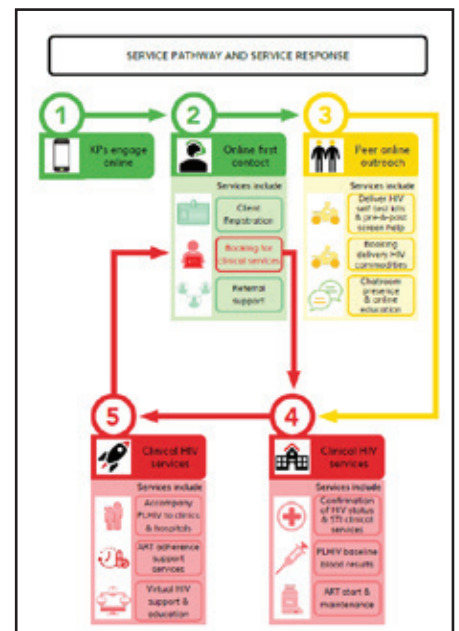 SERVICE PATHWAY AND SERVICE RESPONSE
1
2
3
KPs engage
online
Online first
contact
Peer online
outreach
Services include
Client
Registration
Booking for
clinical services
Referral
support
Services include
Deliver HIV
self test kits
& pre-&-post
screen help
Booking
delivery HIV
commodities
Chatroom
presence
& online
education
5
4
Clinical HIV
services
Clinical HIV
services
Services include
Accompany
PLHIV to clinics
& hospitals
ART adherence
support
services
Virtual HIV
support &
education
Services include
Confirmation
of HIV status
& STI clinical
services
PLHIV baseline
blood results
ART start &
maintenance